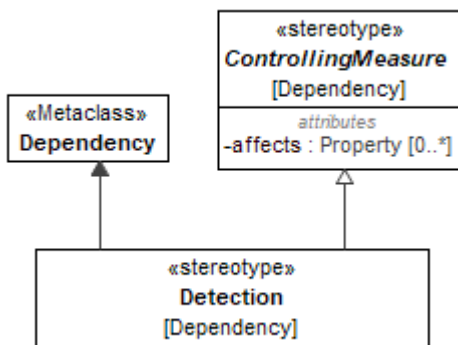 «stereotype»
ControllingMeasure
[Dependency]
attributes
-affects : Property [0..*]
«Metaclass»
Dependency
«stereotype»
Detection
[Dependency]